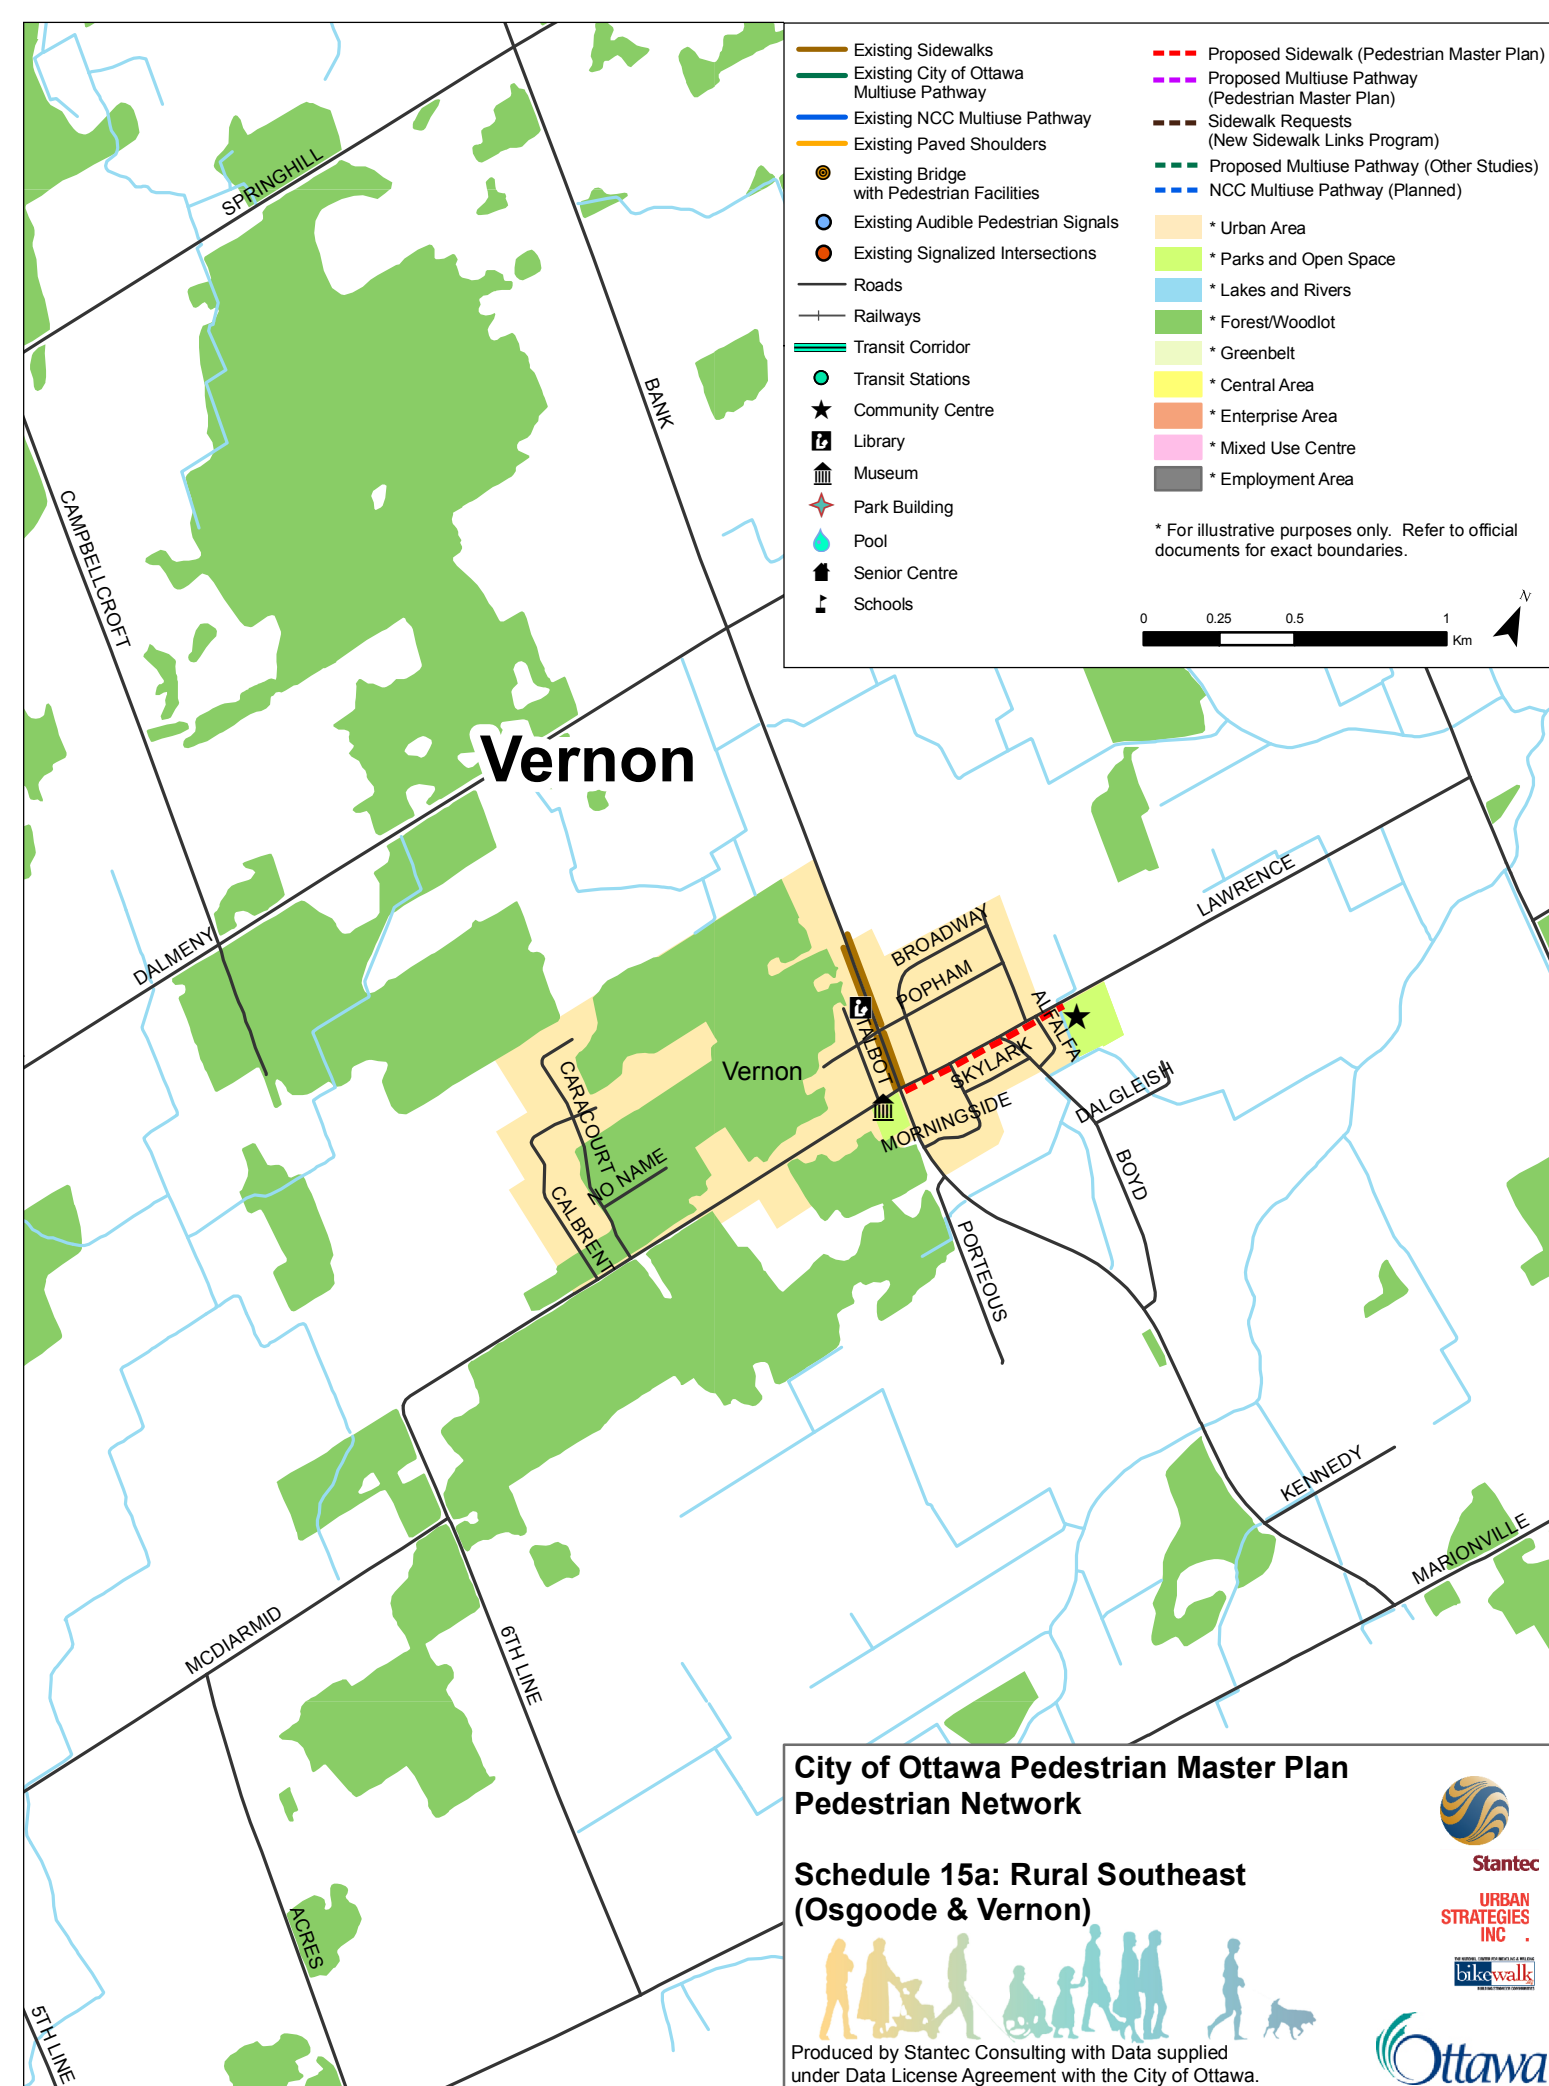 Existing Sidewalks
Existing City of Ottawa
Multiuse Pathway
Existing NCC Multiuse Pathway
Existing Paved Shoulders
Existing Bridge
with Pedestrian Facilities
Existing Audible Pedestrian Signals
Existing Signalized Intersections
Roads
Railways
Transit Corridor
Transit Stations
Community Centre
Library
Museum
Park Building
Pool
Senior Centre
Schools
Proposed Sidewalk (Pedestrian Master Plan)
Proposed Multiuse Pathway
(Pedestrian Master Plan)
Sidewalk Requests
(New Sidewalk Links Program)
Proposed Multiuse Pathway (Other Studies)
NCC Multiuse Pathway (Planned)
* Urban Area
* Parks and Open Space
* Lakes and Rivers
* Forest/Woodlot
* Greenbelt
* Central Area
* Enterprise Area
* Mixed Use Centre
* Employment Area
* For illustrative purposes only. Refer to official
documents for exact boundaries.
0 0.25 0.5 1
Km
N
SPRINGHILL
BANK
CAMPBELLCROFT
Vernon
DALMENY
LAWRENCE
BROADWAY
POPHAM
ALFALFA
TALBOT
Vernon
SKYLARK
MORNINGSIDE
DALGLEISH
BOYD
CARACOURT
NO NAME
CALBRENT
PORTEOUS
KENNEDY
MARIONVILLE
MCDIARMID
6TH LINE
ACRES
5TH LINE
City of Ottawa Pedestrian Master Plan
Pedestrian Network
Schedule 15a: Rural Southeast
(Osgoode & Vernon)
Stantec
URBAN
STRATEGIES
INC .
bikewalk
Ottawa
Produced by Stantec Consulting with Data supplied
under Data License Agreement with the City of Ottawa.